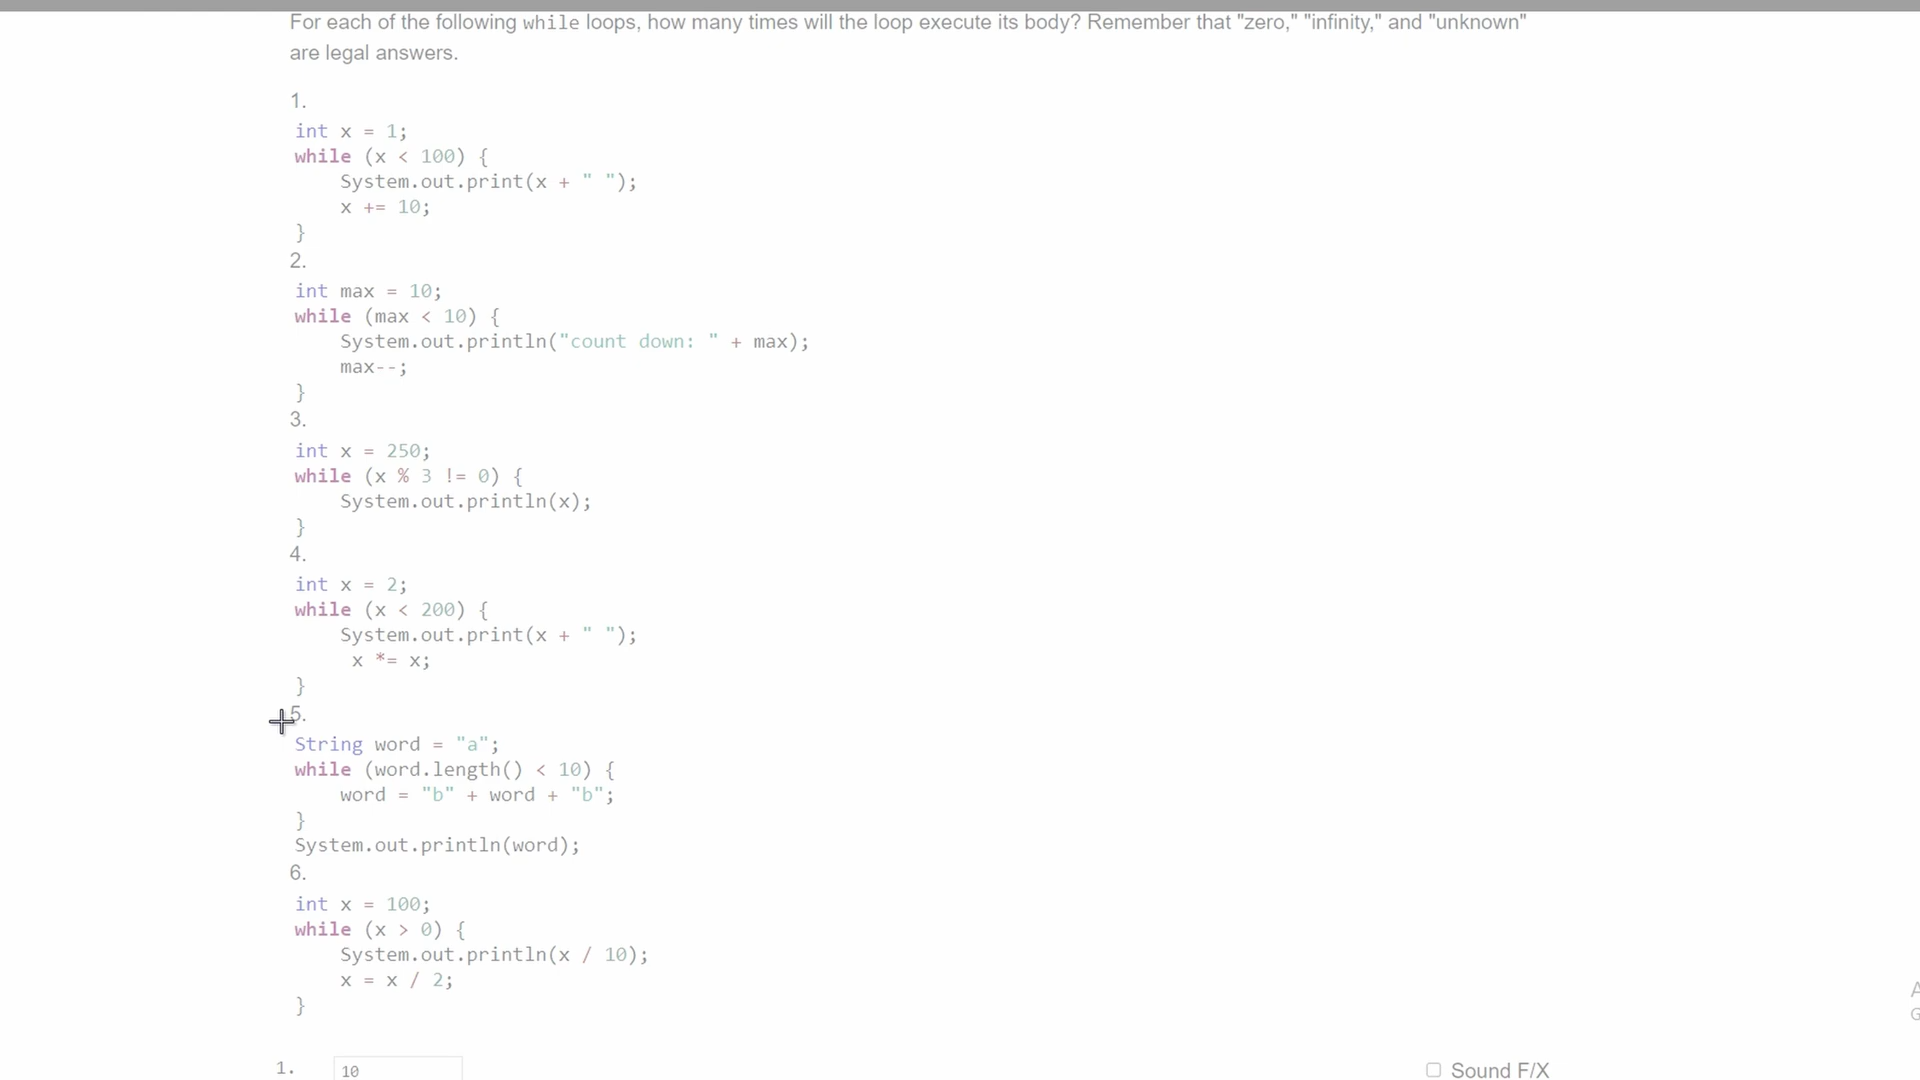 For each of the following while loops, how many times will the loop execute its body? Remember that "zero," "infinity," and "unknown"
are legal answers.
1.
int x = 1;
while (x < 100) {
    System.out.print(x + " ");
    x += 10;
}
2.
int max = 10;
while (max < 10) {
    System.out.println("count down: " + max);
    max--;
}
3.
int x = 250;
while (x % 3 != 0) {
    System.out.println(x);
}
4.
int x = 2;
while (x < 200) {
    System.out.print(x + " ");
     x *= x;
}
5.
String word = "a";
while (word.length() < 10) {
    word = "b" + word + "b";
}
System.out.println(word);
6.
int x = 100;
while (x > 0) {
    System.out.println(x / 10);
    x = x / 2;
}
A
G
1. 10
Sound F/X